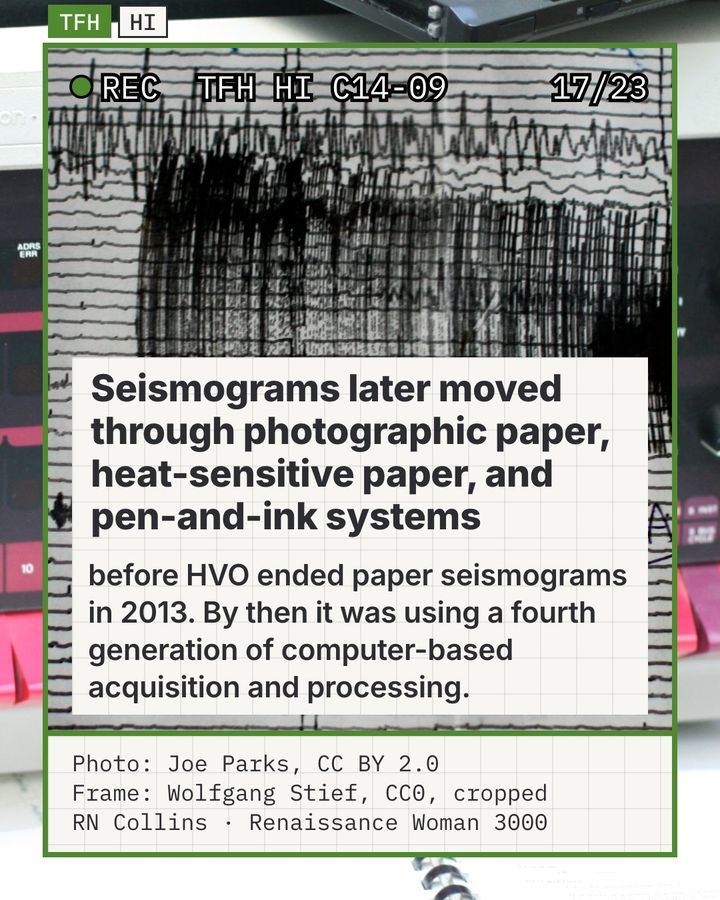 TFH HI
REC TFH HI C14-09 17/23
ADRS
ERR
10
Seismograms later moved
through photographic paper,
heat-sensitive paper, and
pen-and-ink systems
before HVO ended paper seismograms
in 2013. By then it was using a fourth
generation of computer-based
acquisition and processing.
Photo: Joe Parks, CC BY 2.0
Frame: Wolfgang Stief, CC0, cropped
RN Collins · Renaissance Woman 3000